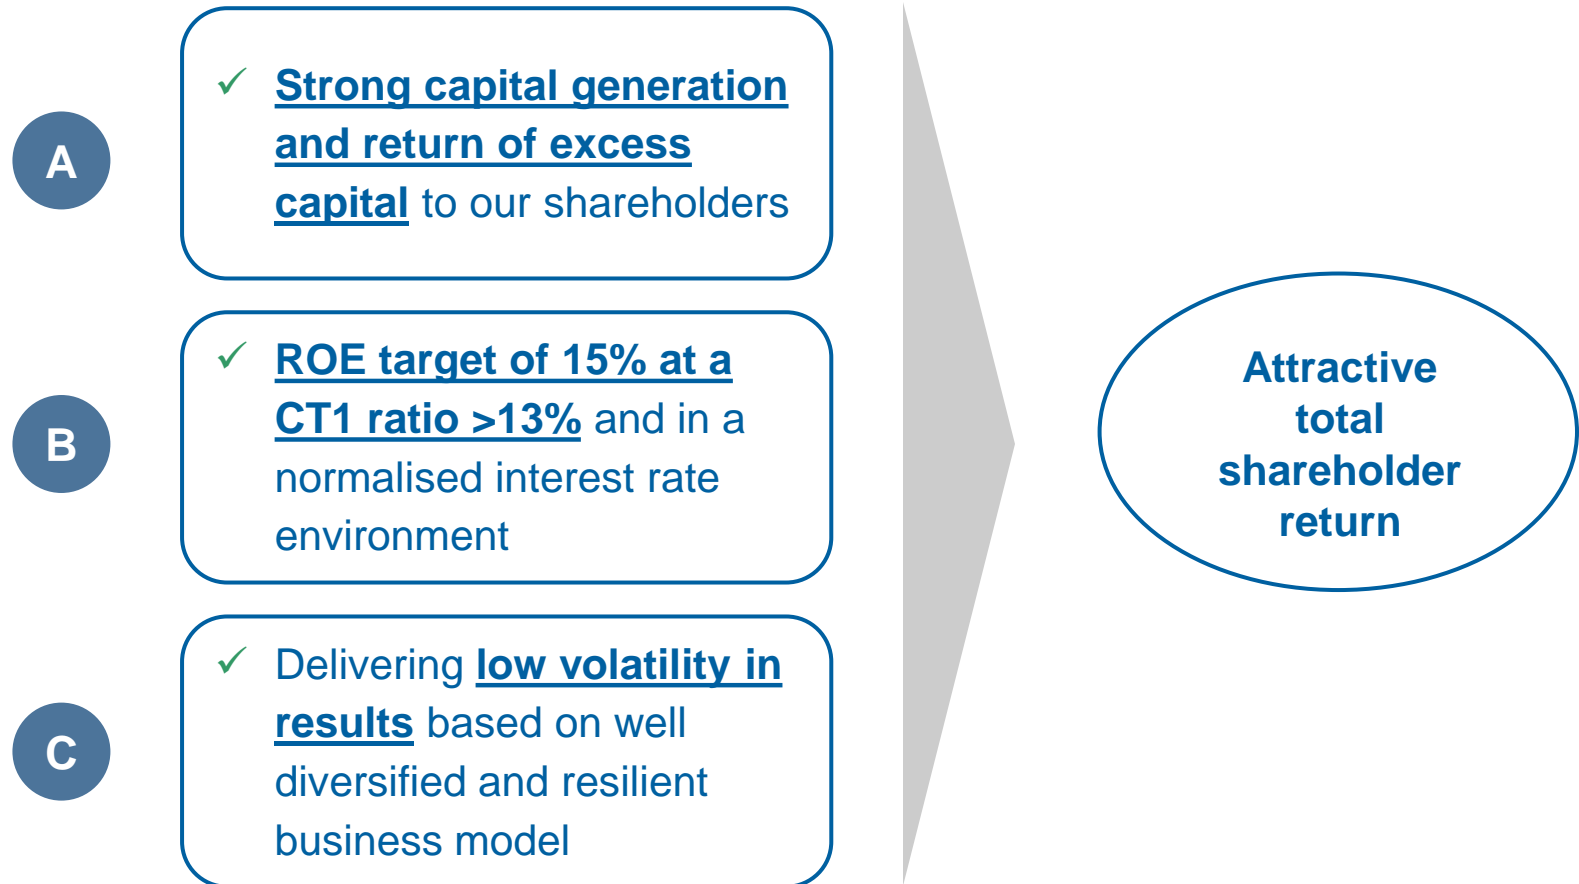 A
✓ Strong capital generation
and return of excess
capital to our shareholders
B
✓ ROE target of 15% at a
CT1 ratio >13% and in a
normalised interest rate
environment
C
✓ Delivering low volatility in
results based on well
diversified and resilient
business model
Attractive
total
shareholder
return